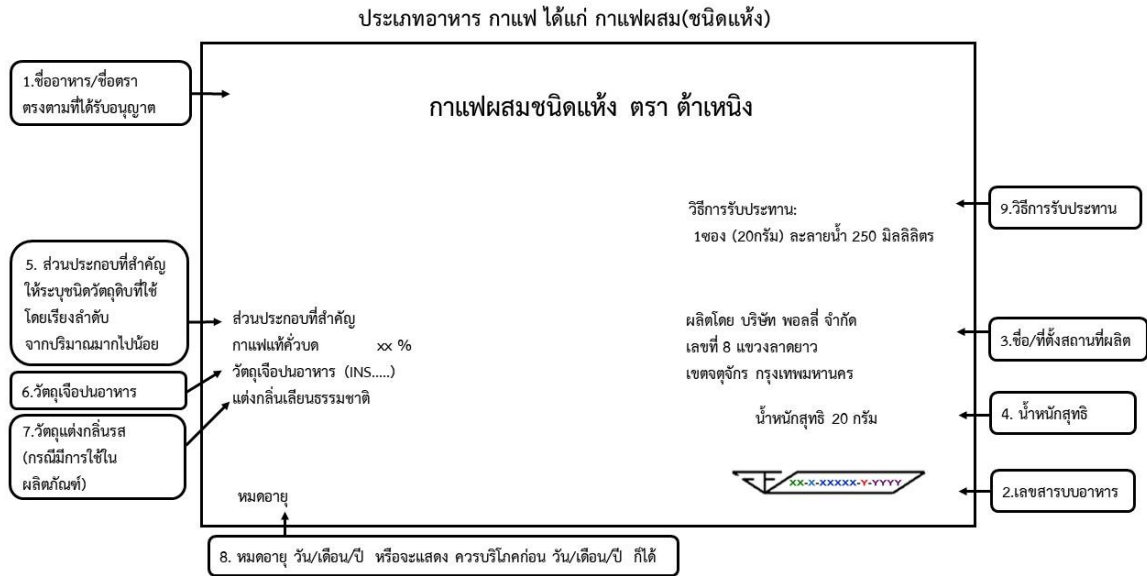 ประเภทอาหาร กาแฟ ได้แก่ กาแฟผสม(ชนิดแห้ง)
1.ชื่ออาหาร/ชื่อตรา
ตรงตามที่ได้รับอนุญาต
กาแฟผสมชนิดแห้ง ตรา ต้าเหนิง
วิธีการรับประทาน:
1ซอง (20กรัม) ละลายน้ำ 250 มิลลิลิตร
9.วิธีการรับประทาน
5. ส่วนประกอบที่สำคัญ
ให้ระบุชนิดวัตถุดิบที่ใช้
โดยเรียงลำดับ
จากปริมาณมากไปน้อย
ส่วนประกอบที่สำคัญ
กาแฟแท้คั่วบด xx %
วัตถุเจือปนอาหาร (INS.....)
แต่งกลิ่นเลียนธรรมชาติ
6.วัตถุเจือปนอาหาร
7.วัตถุแต่งกลิ่นรส
(กรณีมีการใช้ใน
ผลิตภัณฑ์)
ผลิตโดย บริษัท พอลลี่ จำกัด
เลขที่ 8 แขวงลาดยาว
เขตจตุจักร กรุงเทพมหานคร
3.ชื่อ/ที่ตั้งสถานที่ผลิต
น้ำหนักสุทธิ 20 กรัม
4. น้ำหนักสุทธิ
XX-X-XXXXX-Y-YYYY
2.เลขสารบบอาหาร
หมดอายุ
8. หมดอายุ วัน/เดือน/ปี หรือจะแสดง ควรบริโภคก่อน วัน/เดือน/ปี ก็ได้